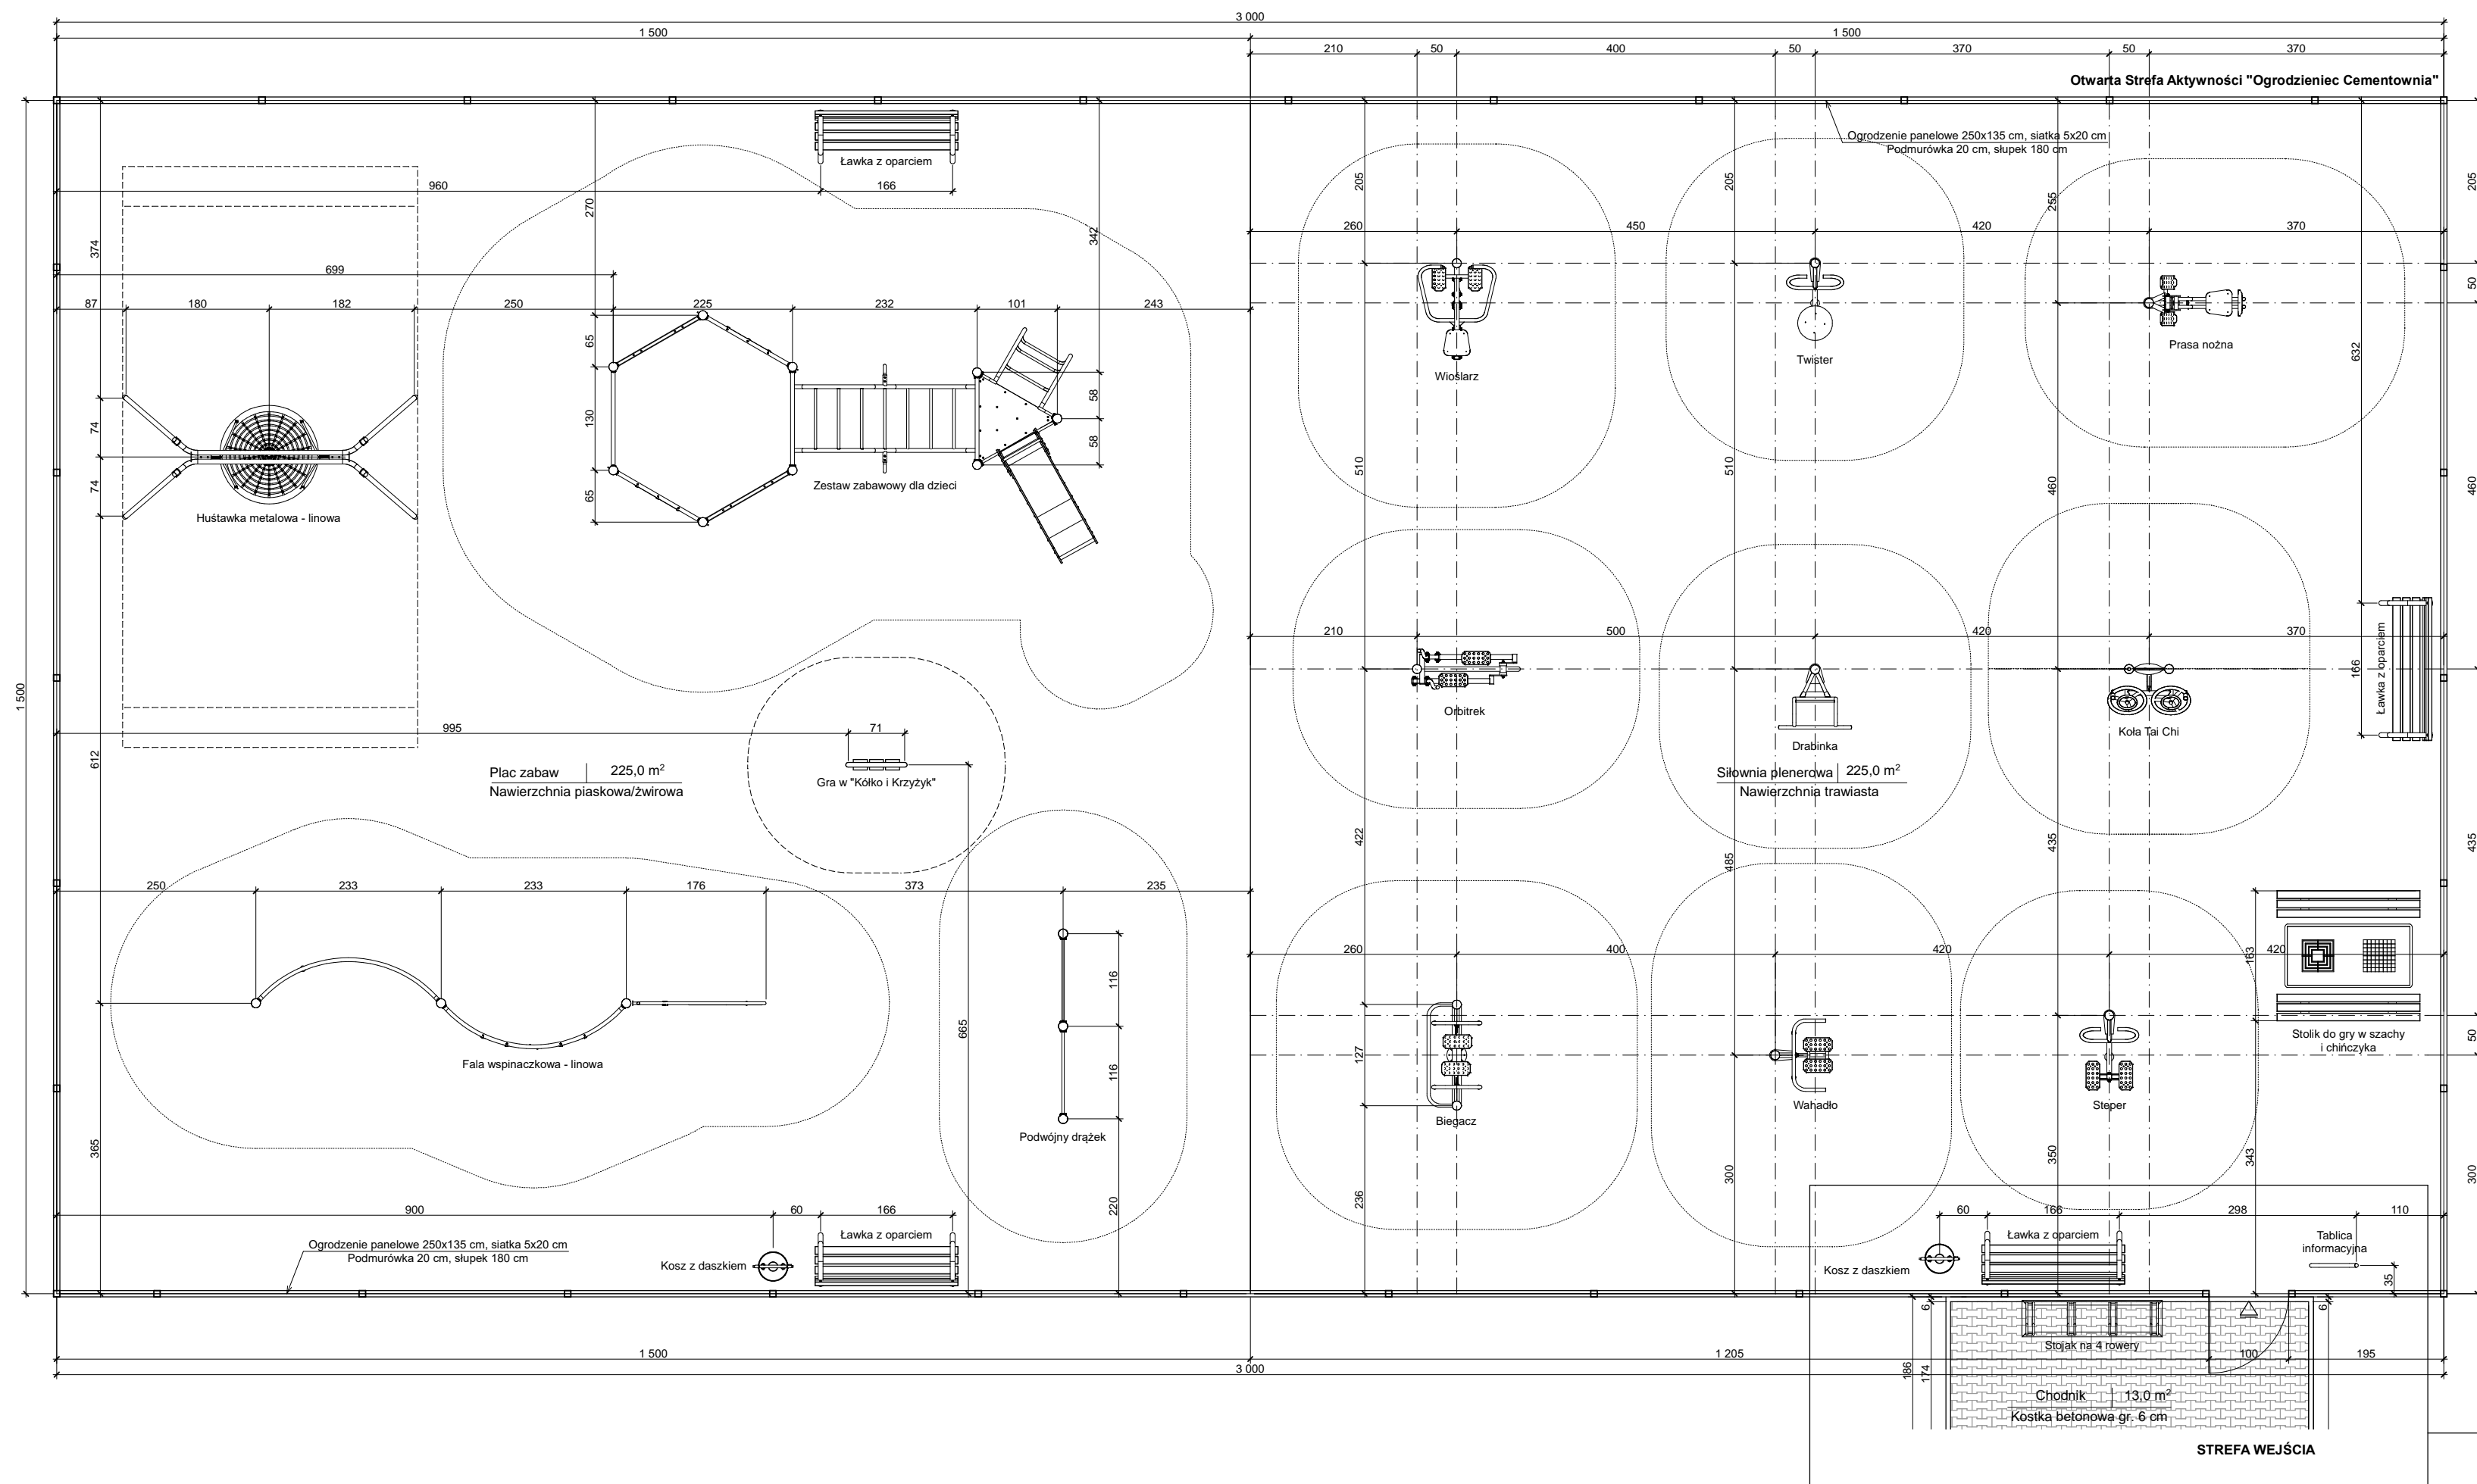 3 000
1 500
1 500
210
50
400
50
370
50
370
Otwarta Strefa Aktywności "Ogrodzieniec Cementownia"
Ogrodzenie panelowe 250x135 cm, siatka 5x20 cm
Podmurówka 20 cm, słupek 180 cm
Ławka z oparciem
960
166
270
342
374
205
205
255
205
260
450
420
370
699
87
180
182
250
225
232
101
243
50
65
130
65
58
58
74
74
632
Wioślarz
Twister
Prasa nożna
Zestaw zabawowy dla dzieci
Huśtawka metalowa - linowa
510
510
460
460
210
500
420
370
166
Ławka z oparciem
1 500
Orbitrek
Drabinka
Koła Tai Chi
995
71
612
Gra w "Kółko i Krzyżyk"
Plac zabaw
225,0 m²
Nawierzchnia piaskowa/żwirowa
Siłownia plenerowa
225,0 m²
Nawierzchnia trawiasta
422
485
435
435
250
233
233
176
373
235
260
400
420
420
163
116
116
665
127
50
Fala wspinaczkowa - linowa
Podwójny drążek
Biegacz
Wahadło
Steper
Stolik do gry w szachy
i chińczyka
365
220
236
300
350
343
300
900
60
166
60
166
298
110
Ogrodzenie panelowe 250x135 cm, siatka 5x20 cm
Podmurówka 20 cm, słupek 180 cm
Kosz z daszkiem
Ławka z oparciem
Kosz z daszkiem
Ławka z oparciem
Tablica
informacyjna
35
6
6
Stojak na 4 rowery
1 500
1 205
100
195
3 000
186
174
Chodnik
13,0 m²
Kostka betonowa gr. 6 cm
STREFA WEJŚCIA